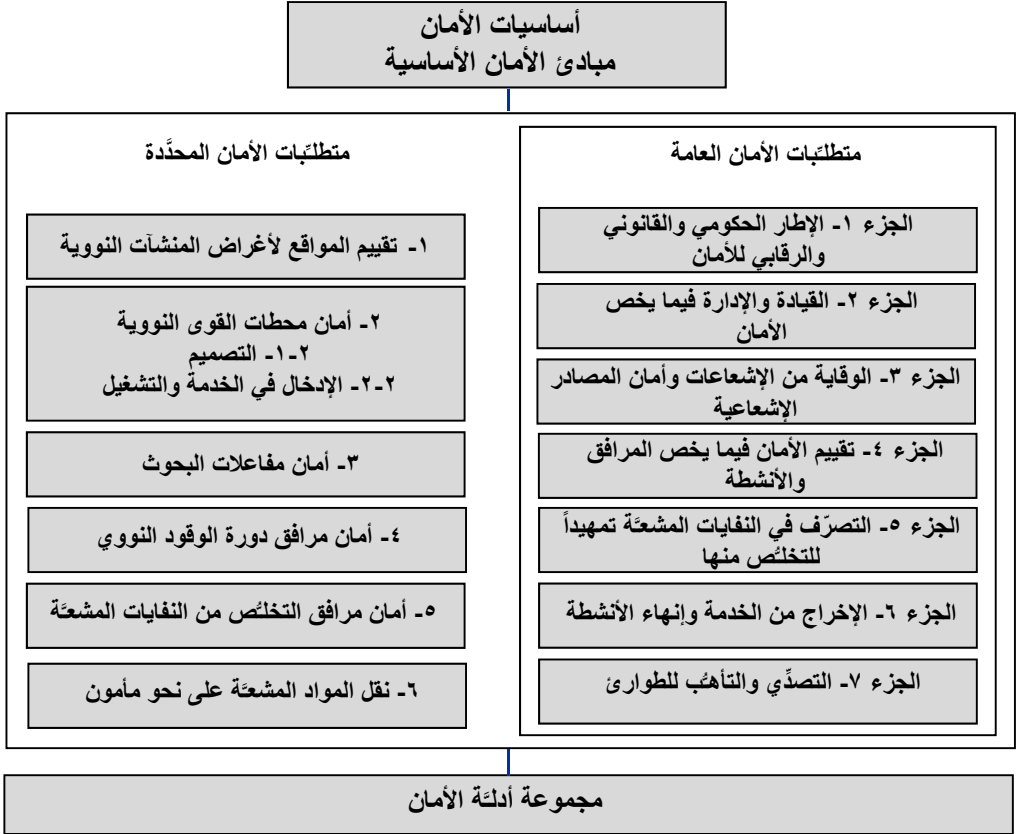 أساسيات الأمان
مبادئ الأمان الأساسية
متطلبات الأمان العامة
الجزء ١- الإطار الحكومي والقانوني
والرقابي للأمان
الجزء ٢- القيادة والإدارة فيما يخص
الأمان
الجزء ٣- الوقاية من الإشعاعات وأمان المصادر
الإشعاعية
الجزء ٤- تقييم الأمان فيما يخص المرافق
والأنشطة
الجزء ٥- التصرّف في النفايات المشعَّة تمهيداً
للتخلُّص منها
الجزء ٦- الإخراج من الخدمة وإنهاء الأنشطة
الجزء ٧- التصدِّي والتأهُّب للطوارئ
متطلَّبات الأمان المحدَّدة
١- تقييم المواقع لأغراض المنشآت النووية
٢- أمان محطات القوى النووية
٢-١- التصميم
٢-٢- الإدخال في الخدمة والتشغيل
٣- أمان مفاعلات البحوث
٤- أمان مرافق دورة الوقود النووي
٥- أمان مرافق التخلُّص من النفايات المشعَّة
٦- نقل المواد المشعَّة على نحو مأمون
مجموعة أدلَّة الأمان